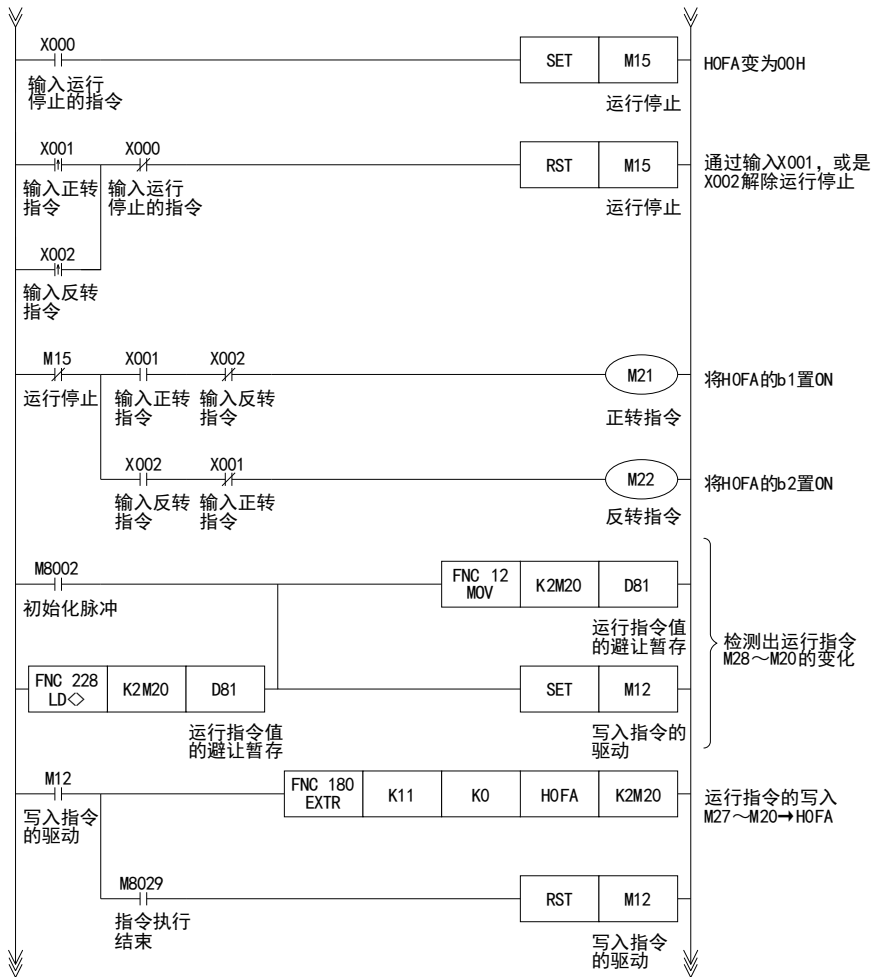 X000
SET M15
H0FA变为00H
输入运行
停止的指令
运行停止
X001 X000
RST M15
通过输入X001，或是
X002解除运行停止
输入正转
指令
输入运行
停止的指令
运行停止
X002
输入反转
指令
M15 X001 X002
M21
将H0FA的b1置ON
运行停止
输入正转
指令
输入反转
指令
正转指令
X002 X001
M22
将H0FA的b2置ON
输入反转
指令
输入正转
指令
反转指令
M8002
FNC 12
MOV
K2M20 D81
初始化脉冲
运行指令值
的避让暂存
检测出运行指令
M28～M20的变化
FNC 228
LD<>
K2M20 D81
SET M12
运行指令值
的避让暂存
写入指令的
驱动
M12
FNC 180
EXTR
K11 K0 H0FA K2M20
运行指令的写入
M27～M20→H0FA
写入指令
的驱动
M8029
RST M12
指令执行
结束
写入指令
的驱动